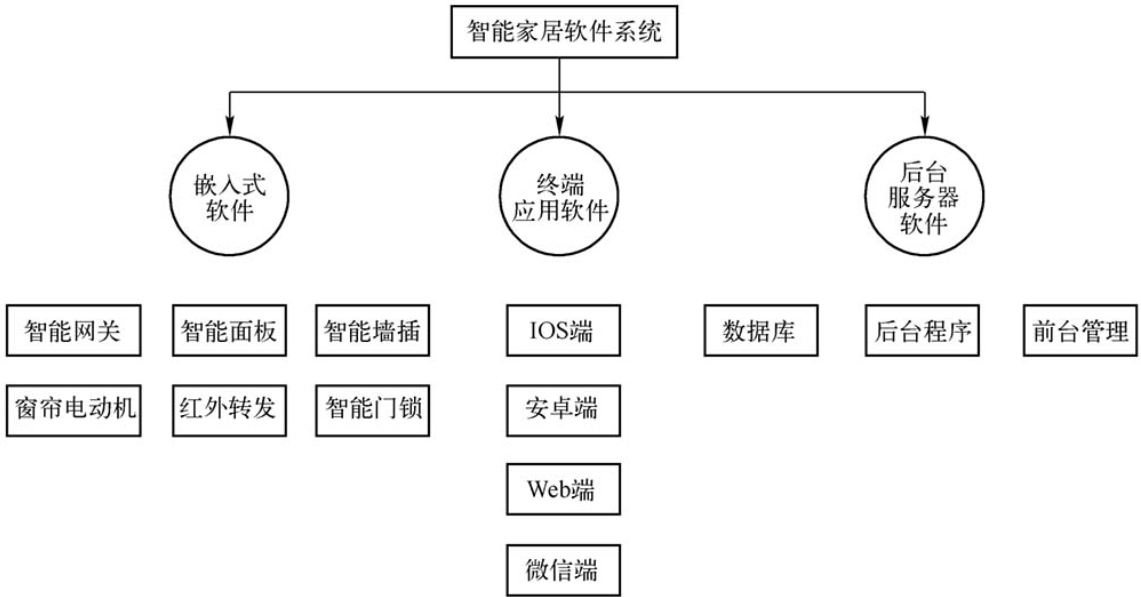 智能家居软件系统
嵌入式
软件
终端
应用软件
后台
服务器
软件
智能网关
智能面板
智能墙插
IOS端
数据库
后台程序
前台管理
窗帘电动机
红外转发
智能门锁
安卓端
Web端
微信端